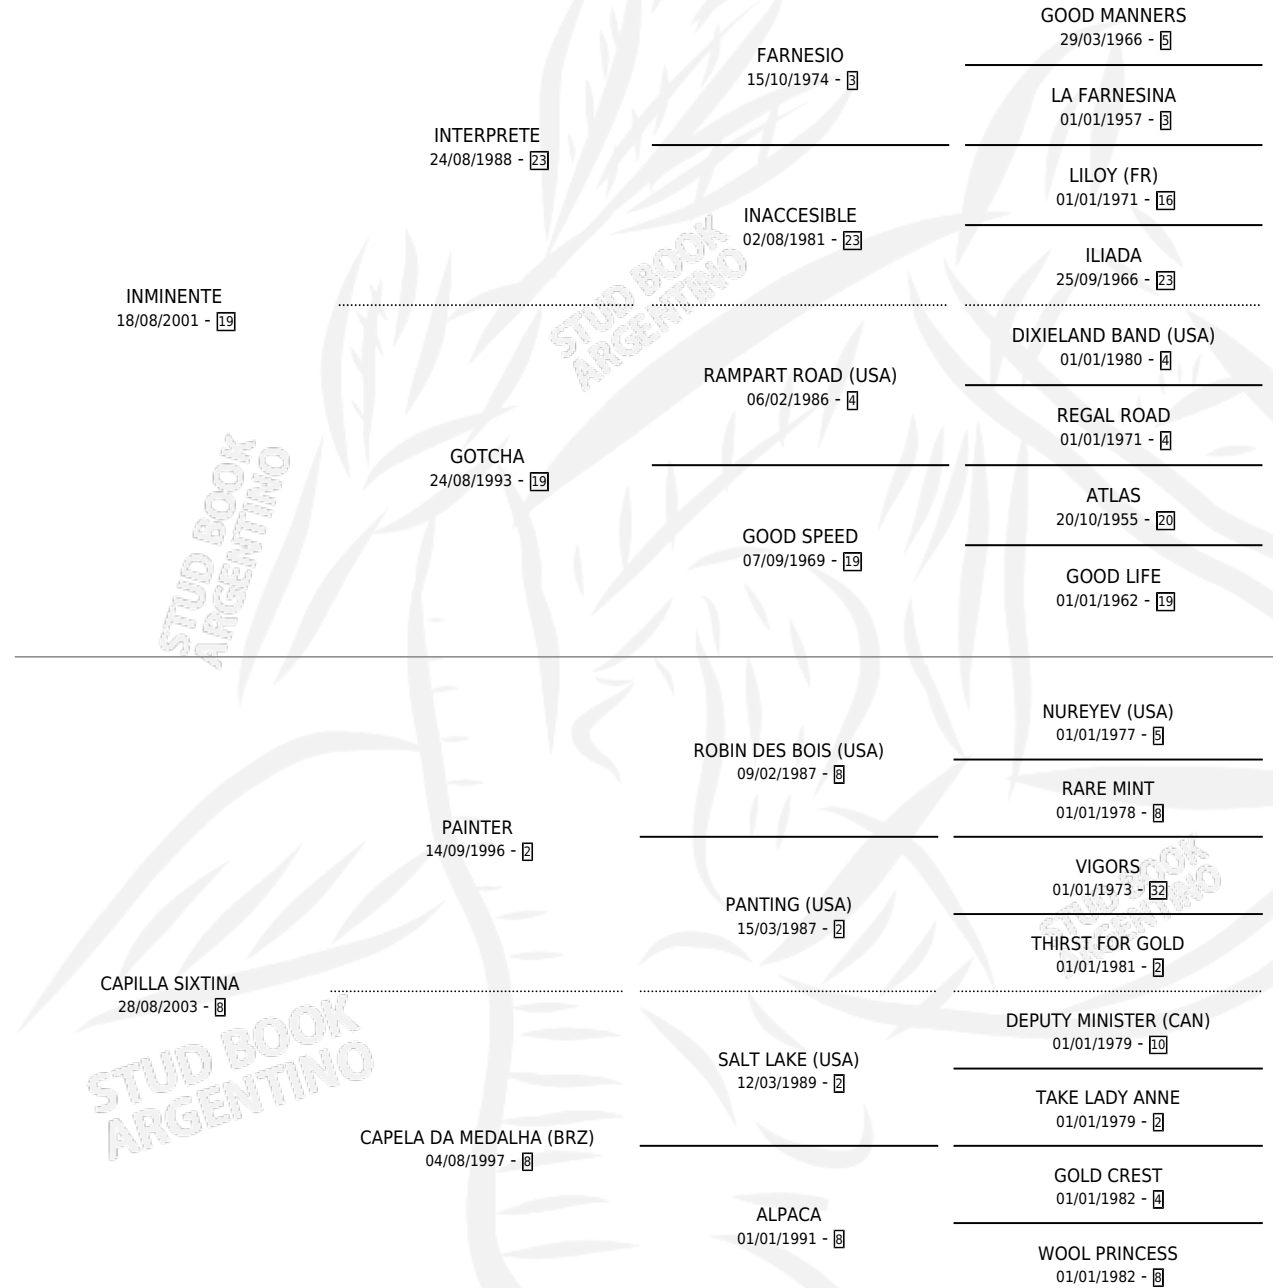 GOOD MANNERS
29/03/1966 - 5
FARNESIO
15/10/1974 - 3
LA FARNESINA
01/01/1957 - 3
INTERPRETE
24/08/1988 - 23
LILOY (FR)
01/01/1971 - 16
INACCESIBLE
02/08/1981 - 23
ILIADA
25/09/1966 - 23
INMINENTE
18/08/2001 - 19
STUD BOOK
ARGENTINO
DIXIELAND BAND (USA)
01/01/1980 - 4
RAMPART ROAD (USA)
06/02/1986 - 4
REGAL ROAD
01/01/1971 - 4
GOTCHA
24/08/1993 - 19
ATLAS
20/10/1955 - 20
GOOD SPEED
07/09/1969 - 19
GOOD LIFE
01/01/1962 - 19
STUD BOOK
ARGENTINO
NUREYEV (USA)
01/01/1977 - 5
ROBIN DES BOIS (USA)
09/02/1987 - 8
RARE MINT
01/01/1978 - 8
PAINTER
14/09/1996 - 2
VIGORS
01/01/1973 - 32
PANTING (USA)
15/03/1987 - 2
THIRST FOR GOLD
01/01/1981 - 2
STUD BOOK
ARGENTINO
CAPILLA SIXTINA
28/08/2003 - 8
DEPUTY MINISTER (CAN)
01/01/1979 - 10
SALT LAKE (USA)
12/03/1989 - 2
TAKE LADY ANNE
01/01/1979 - 2
STUD BOOK
ARGENTINO
CAPELA DA MEDALHA (BRZ)
04/08/1997 - 8
GOLD CREST
01/01/1982 - 4
ALPACA
01/01/1991 - 8
WOOL PRINCESS
01/01/1982 - 8